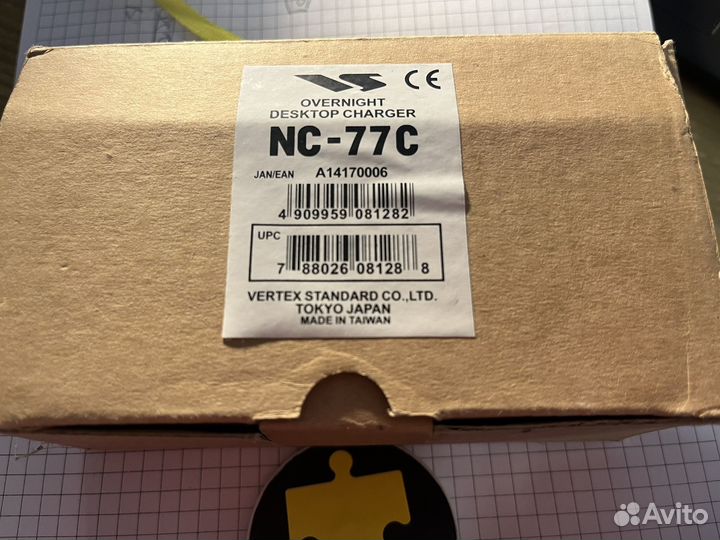 VS CE
OVERNIGHT
DESKTOP CHARGER
NC-77C
JAN/EAN A14170006
4 909959 081282
UPC
7 88026 08128 8
VERTEX STANDARD CO.,LTD.
TOKYO JAPAN
MADE IN TAIWAN
Avito